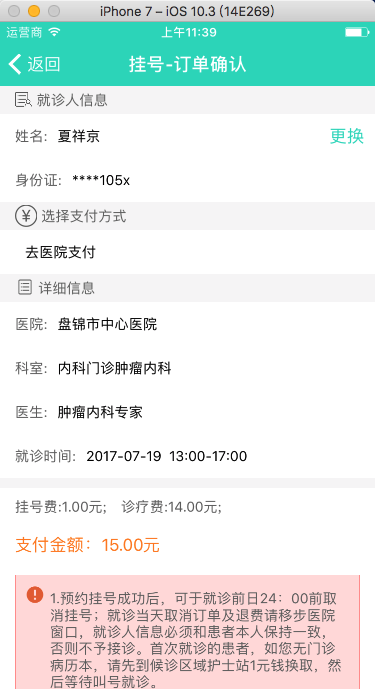 iPhone 7 – iOS 10.3 (14E269)
运营商 上午11:39
返回 挂号-订单确认
就诊人信息
姓名: 夏祥京 更换
身份证: ****105x
选择支付方式
去医院支付
详细信息
医院: 盘锦市中心医院
科室: 内科门诊肿瘤内科
医生: 肿瘤内科专家
就诊时间: 2017-07-19 13:00-17:00
挂号费:1.00元; 诊疗费:14.00元;
支付金额: 15.00元
1.预约挂号成功后，可于就诊前日24：00前取
消挂号；就诊当天取消订单及退费请移步医院
窗口，就诊人信息必须和患者本人保持一致，
否则不予接诊。首次就诊的患者，如您无门诊
病历本，请先到候诊区域护士站1元钱换取，然
后等待叫号就诊。